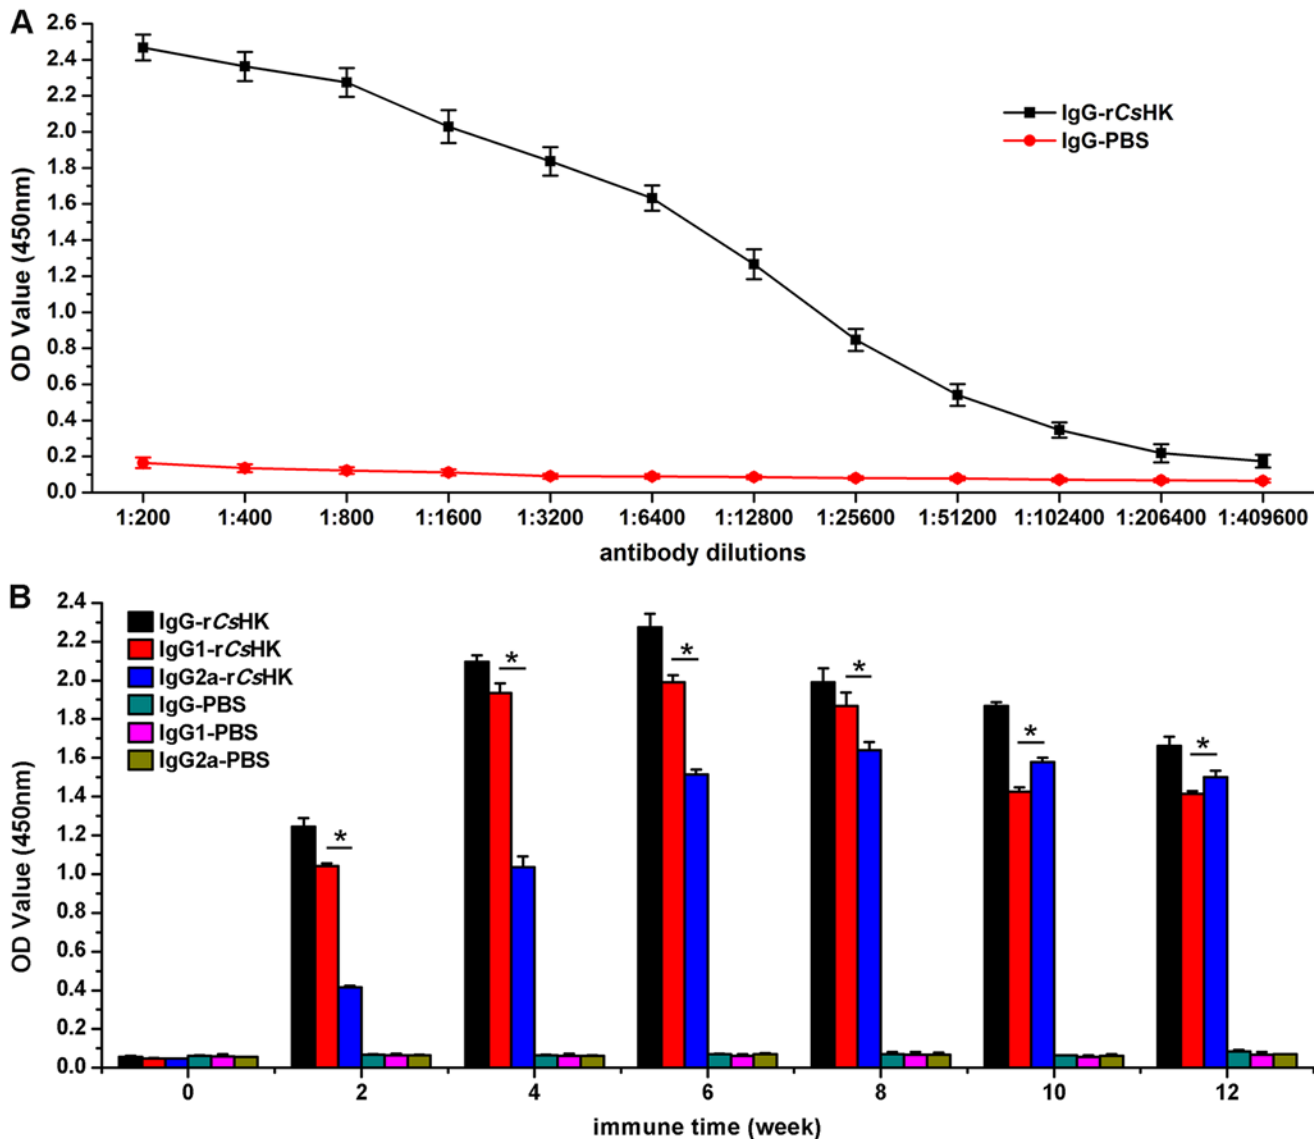 A
2.6
2.4
2.2
2.0
1.8
1.6
1.4
1.2
1.0
0.8
0.6
0.4
0.2
0.0
OD Value (450nm)
IgG-rCsHK
IgG-PBS
1:200 1:400 1:800 1:1600 1:3200 1:6400 1:12800 1:25600 1:51200 1:102400 1:206400 1:409600
antibody dilutions
B
2.4
2.2
2.0
1.8
1.6
1.4
1.2
1.0
0.8
0.6
0.4
0.2
0.0
OD Value (450nm)
IgG-rCsHK
IgG1-rCsHK
IgG2a-rCsHK
IgG-PBS
IgG1-PBS
IgG2a-PBS
* * * * * *
0 2 4 6 8 10 12
immune time (week)